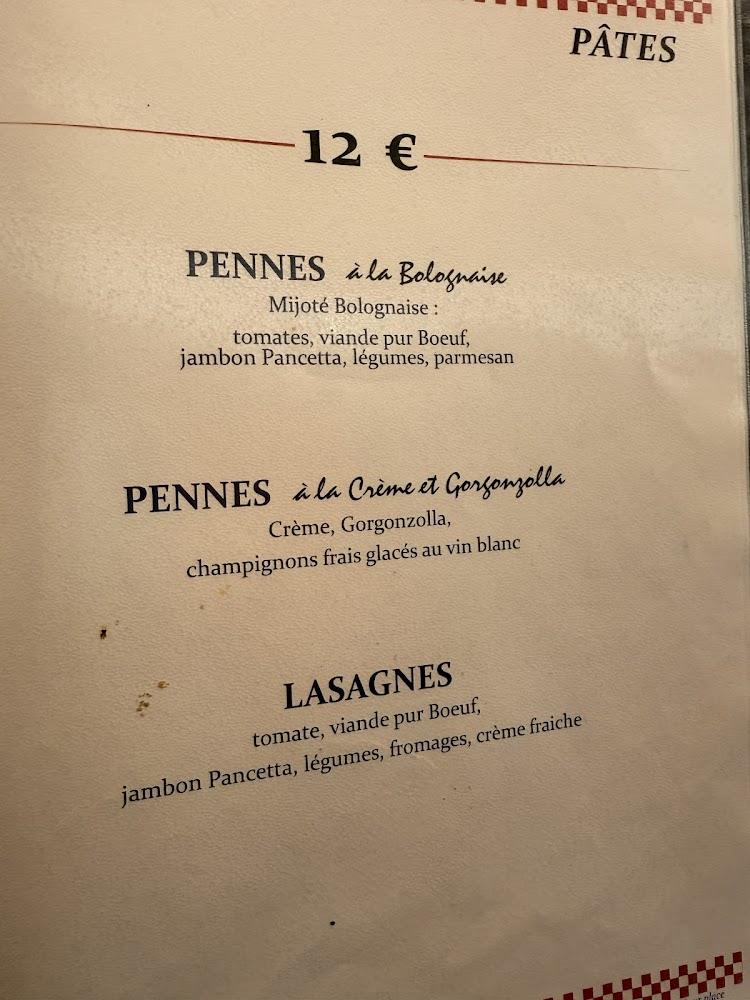 PÂTES
12 €
PENNES à la Bolognaise
Mijoté Bolognaise :
tomates, viande pur Boeuf,
jambon Pancetta, légumes, parmesan
PENNES à la Crème et Gorgonzolla
Crème, Gorgonzolla,
champignons frais glacés au vin blanc
LASAGNES
tomate, viande pur Boeuf,
jambon Pancetta, légumes, fromages, crème fraiche
place